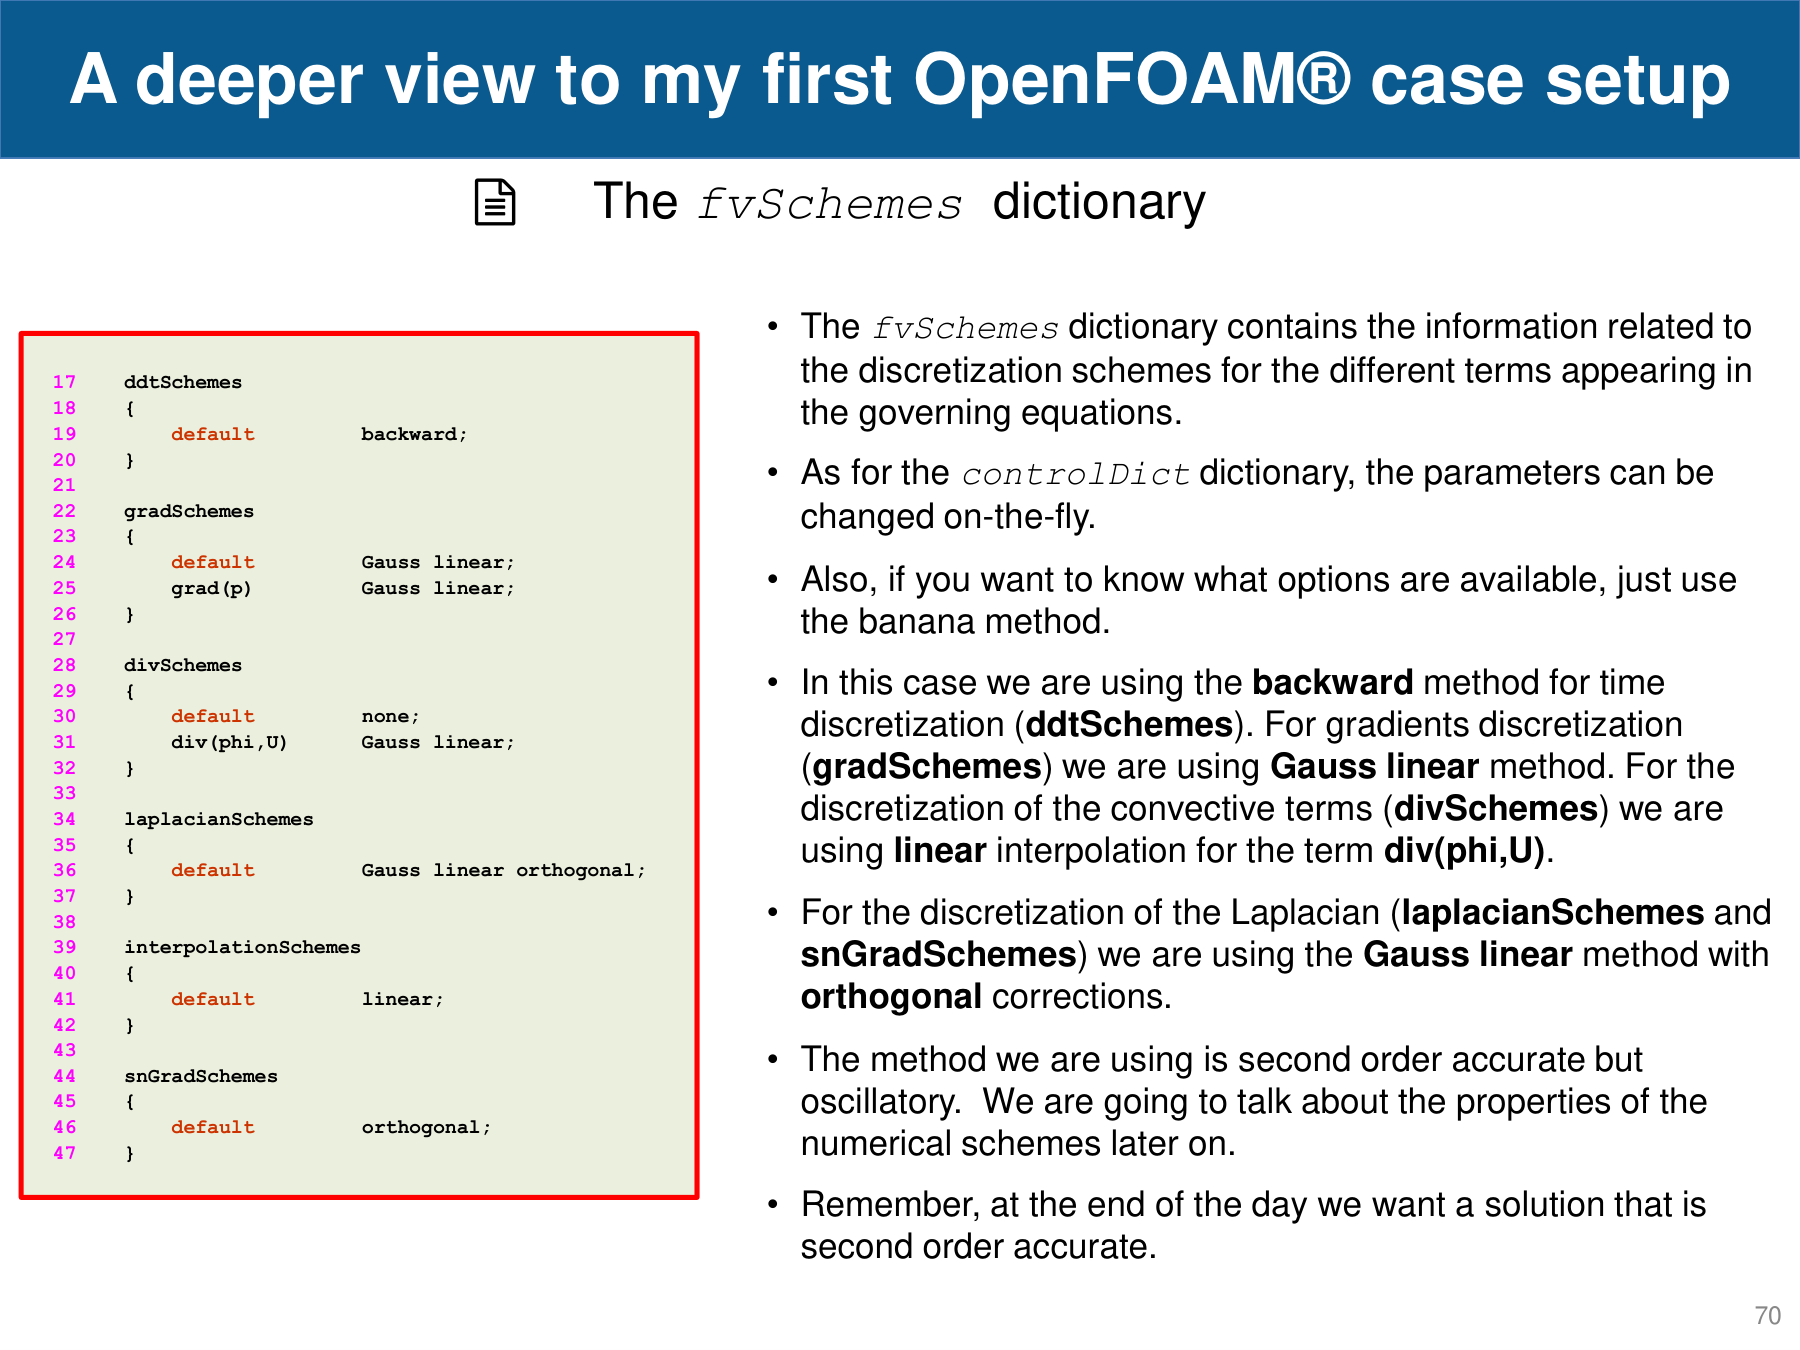 A deeper view to my first OpenFOAM® case setup
The fvSchemes dictionary
17 ddtSchemes
18 {
19 default backward;
20 }
21
22 gradSchemes
23 {
24 default Gauss linear;
25 grad(p) Gauss linear;
26 }
27
28 divSchemes
29 {
30 default none;
31 div(phi,U) Gauss linear;
32 }
33
34 laplacianSchemes
35 {
36 default Gauss linear orthogonal;
37 }
38
39 interpolationSchemes
40 {
41 default linear;
42 }
43
44 snGradSchemes
45 {
46 default orthogonal;
47 }
• The fvSchemes dictionary contains the information related to
the discretization schemes for the different terms appearing in
the governing equations.
• As for the controlDict dictionary, the parameters can be
changed on-the-fly.
• Also, if you want to know what options are available, just use
the banana method.
• In this case we are using the backward method for time
discretization (ddtSchemes). For gradients discretization
(gradSchemes) we are using Gauss linear method. For the
discretization of the convective terms (divSchemes) we are
using linear interpolation for the term div(phi,U).
• For the discretization of the Laplacian (laplacianSchemes and
snGradSchemes) we are using the Gauss linear method with
orthogonal corrections.
• The method we are using is second order accurate but
oscillatory. We are going to talk about the properties of the
numerical schemes later on.
• Remember, at the end of the day we want a solution that is
second order accurate.
70